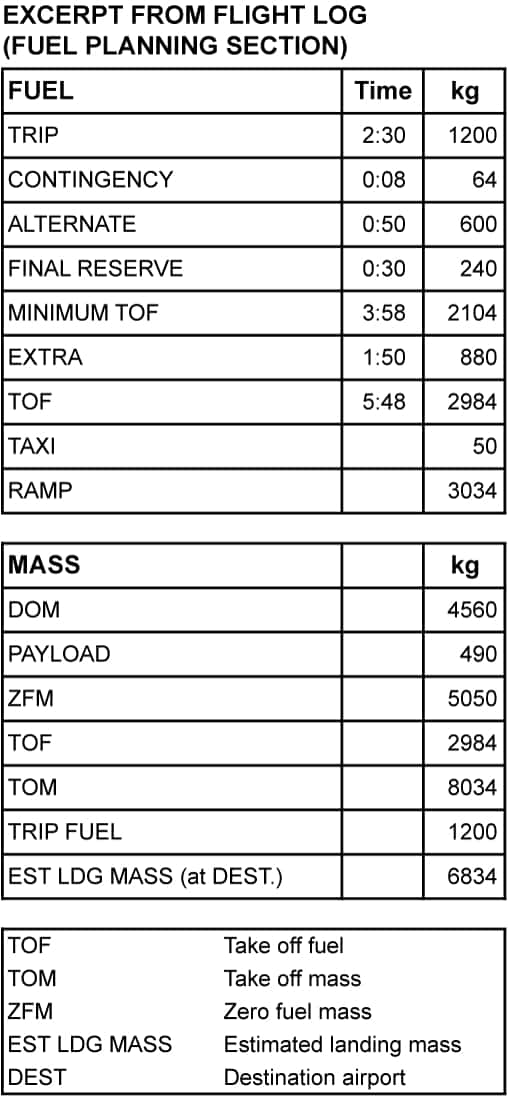 EXCERPT FROM FLIGHT LOG
(FUEL PLANNING SECTION)
FUEL Time kg
TRIP 2:30 1200
CONTINGENCY 0:08 64
ALTERNATE 0:50 600
FINAL RESERVE 0:30 240
MINIMUM TOF 3:58 2104
EXTRA 1:50 880
TOF 5:48 2984
TAXI 50
RAMP 3034
MASS kg
DOM 4560
PAYLOAD 490
ZFM 5050
TOF 2984
TOM 8034
TRIP FUEL 1200
EST LDG MASS (at DEST.) 6834
TOF Take off fuel
TOM Take off mass
ZFM Zero fuel mass
EST LDG MASS Estimated landing mass
DEST Destination airport